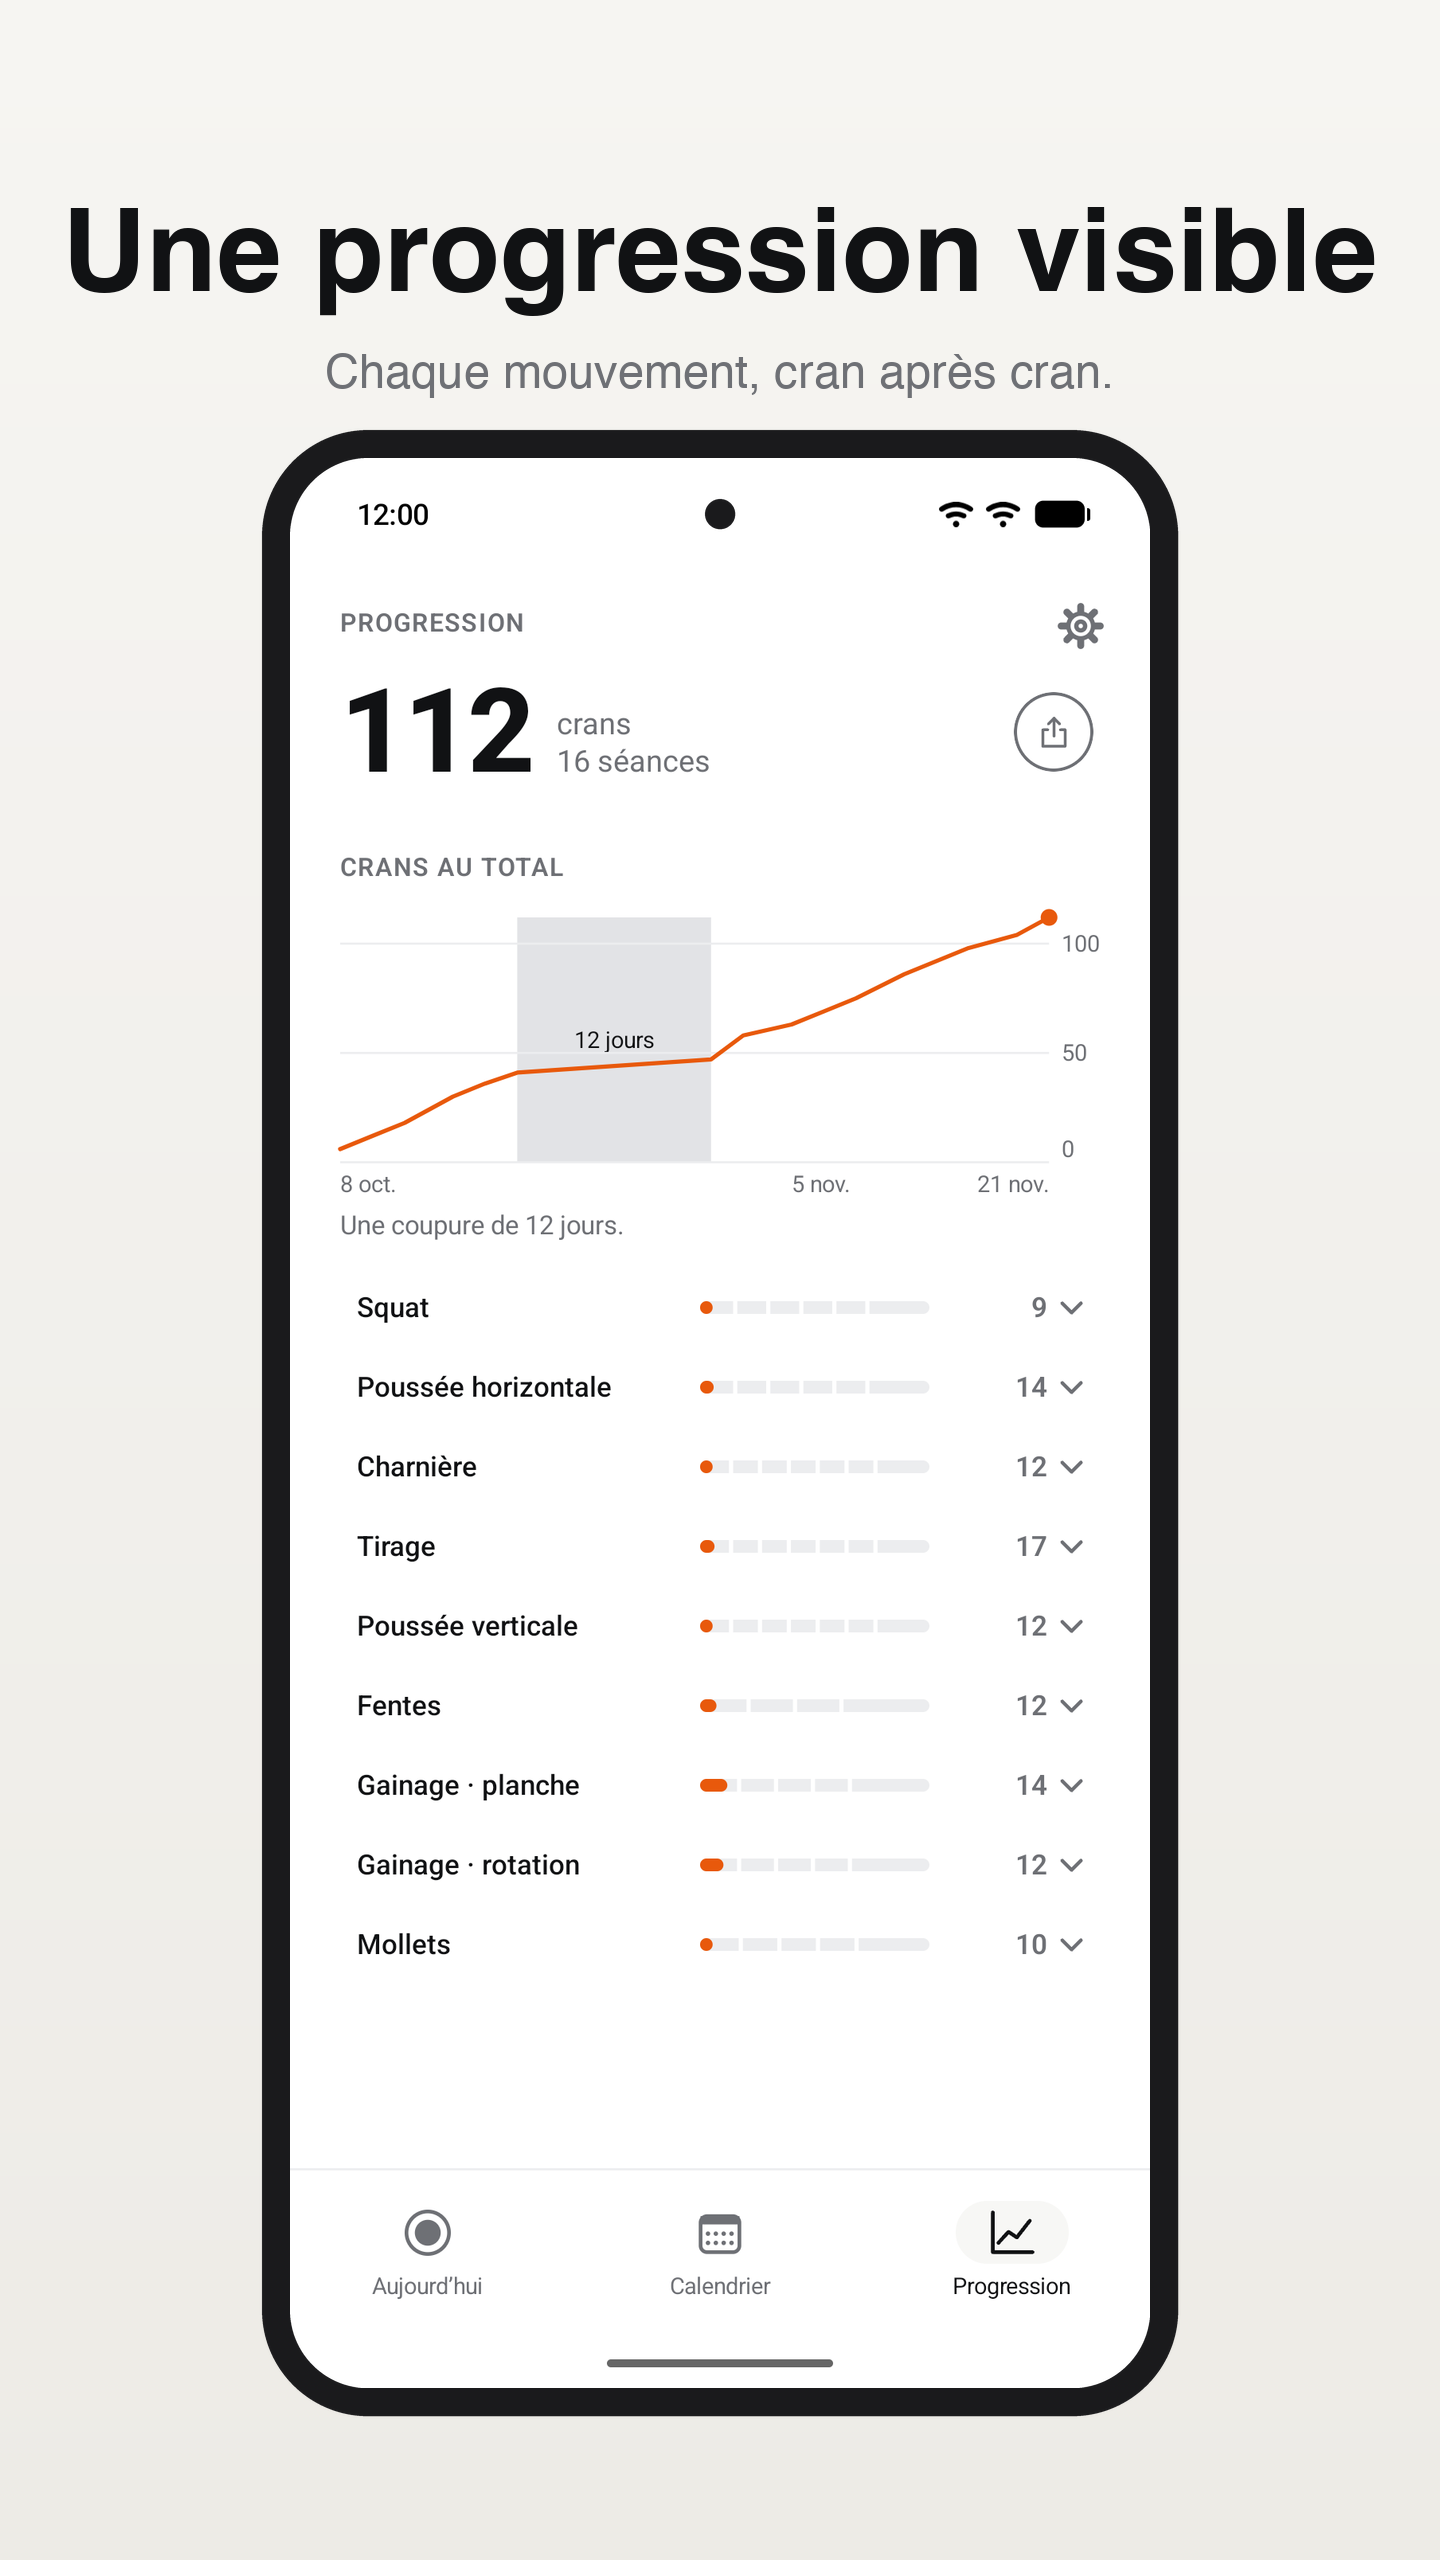 Une progression visible
Chaque mouvement, cran après cran.
12:00
PROGRESSION
112
crans
16 séances
CRANS AU TOTAL
100
12 jours
50
0
8 oct.
5 nov.
21 nov.
Une coupure de 12 jours.
Squat 9
Poussée horizontale 14
Charnière 12
Tirage 17
Poussée verticale 12
Fentes 12
Gainage · planche 14
Gainage · rotation 12
Mollets 10
Aujourd’hui
Calendrier
Progression